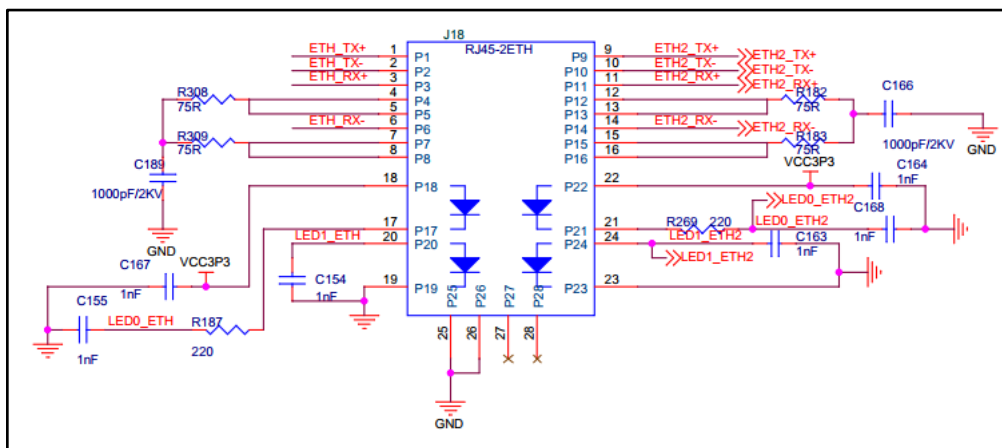 J18
RJ45-2ETH
ETH_TX+ 1 P1 P9 9 ETH2_TX+ ETH2_TX+
ETH_TX- 2 P2 P10 10 ETH2_TX- ETH2_TX-
ETH_RX+ 3 P3 P11 11 ETH2_RX+ ETH2_RX+
R308 4 P4 P12 12 R182 C166
75R 5 P5 P13 13 75R
ETH_RX- 6 P6 P14 14 ETH2_RX- ETH2_RX-
R309 7 P7 P15 15 R183
75R 8 P8 P16 16 75R
1000pF/2KV GND
C189
1000pF/2KV
VCC3P3 C164
18 P18 P22 22 1nF
LED0_ETH2
C168
17 P17 P21 21 R269 220 LED0_ETH2
LED1_ETH 20 P20 P24 24 LED1_ETH2 C163 1nF
1nF
LED1_ETH2
GND
C167 VCC3P3
1nF
C154
1nF
19 P19 P23 23
P25 P26 P27 P28
C155
LED0_ETH R187
1nF 220
25 26 27 28
GND